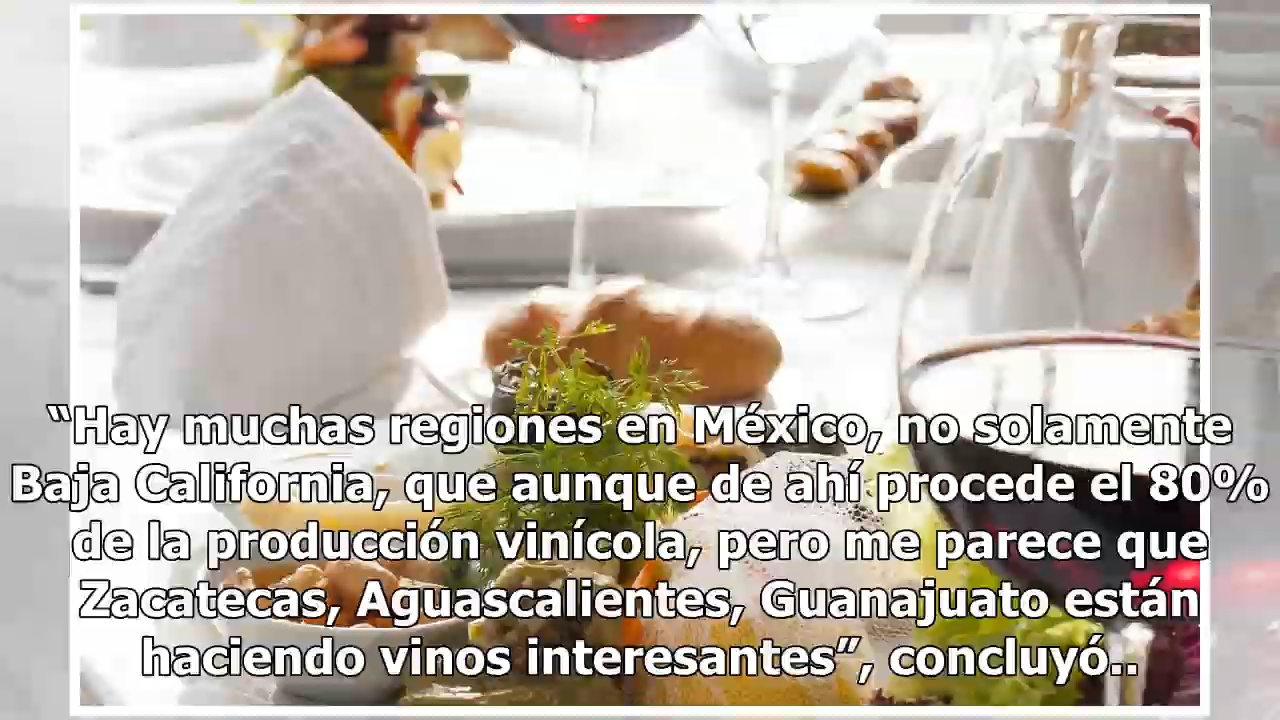 “Hay muchas regiones en México, no solamente
Baja California, que aunque de ahí procede el 80%
de la producción vinícola, pero me parece que
Zacatecas, Aguascalientes, Guanajuato están
haciendo vinos interesantes”, concluyó..